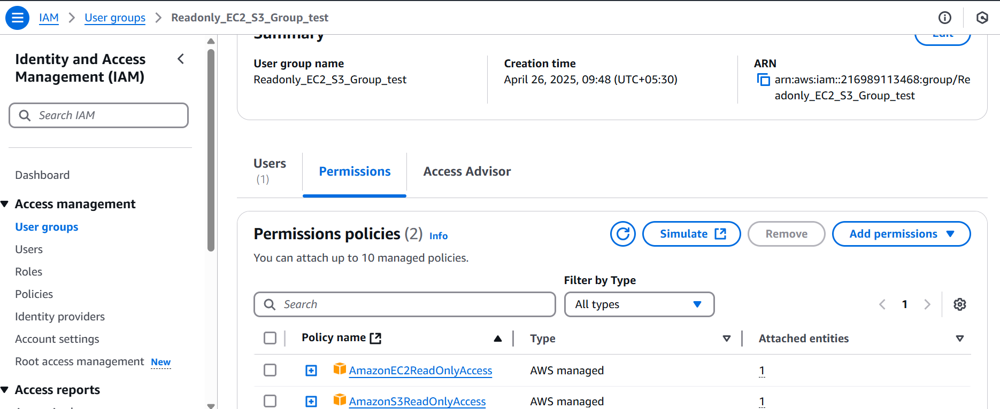 IAM > User groups > Readonly_EC2_S3_Group_test
Identity and Access
Management (IAM)
Search IAM
Dashboard
Access management
User groups
Users
Roles
Policies
Identity providers
Account settings
Root access management New
Access reports
Summary
Edit
User group name
Readonly_EC2_S3_Group_test
Creation time
April 26, 2025, 09:48 (UTC+05:30)
ARN
arn:aws:iam::216989113468:group/Re
adonly_EC2_S3_Group_test
Users
(1)
Permissions
Access Advisor
Permissions policies (2) Info
Simulate
Remove
Add permissions
You can attach up to 10 managed policies.
Filter by Type
Search
All types
1
Policy name Type Attached entities
AmazonEC2ReadOnlyAccess AWS managed 1
AmazonS3ReadOnlyAccess AWS managed 1